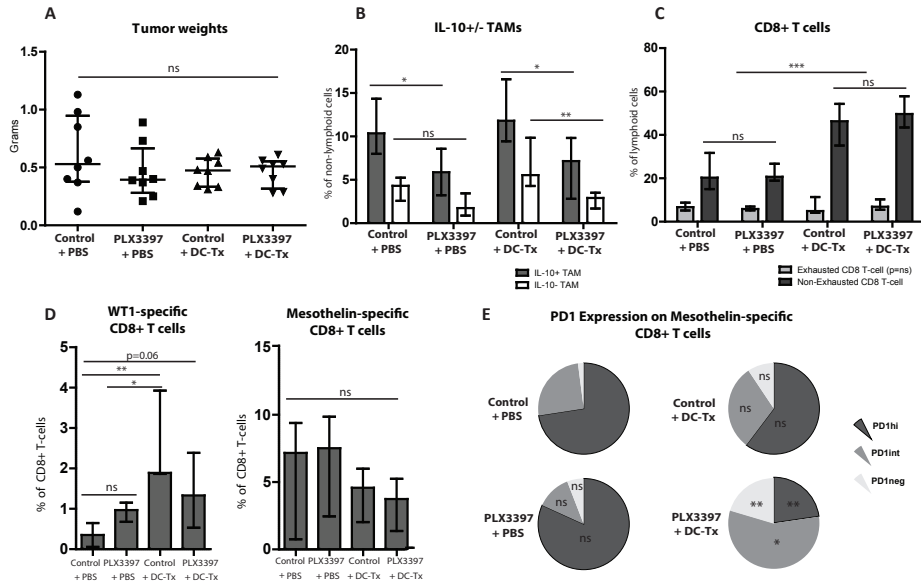 A
Tumor weights
1.5
1.0
0.5
0.0
Grams
ns
Control
+ PBS
PLX3397
+ PBS
Control
+ DC-Tx
PLX3397
+ DC-Tx
B
IL-10+/- TAMs
20
15
10
5
0
% of non-lymphoid cells
*
ns
*
**
Control
+ PBS
PLX3397
+ PBS
Control
+ DC-Tx
PLX3397
+ DC-Tx
IL-10+ TAM
IL-10- TAM
C
CD8+ T cells
80
60
40
20
0
% of lymphoid cells
***
ns
ns
Control
+ PBS
PLX3397
+ PBS
Control
+ DC-Tx
PLX3397
+ DC-Tx
Exhausted CD8 T-cell (p=ns)
Non-Exhausted CD8 T-cell
D
WT1-specific
CD8+ T cells
5
4
3
2
1
0
% of CD8+ T-cells
p=0.06
**
*
ns
Control
+ PBS
PLX3397
+ PBS
Control
+ DC-Tx
PLX3397
+ DC-Tx
Mesothelin-specific
CD8+ T cells
15
10
5
0
% of CD8+ T-cells
ns
Control
+ PBS
PLX3397
+ PBS
Control
+ DC-Tx
PLX3397
+ DC-Tx
E
PD1 Expression on Mesothelin-specific
CD8+ T cells
Control
+ PBS
Control
+ DC-Tx
ns
ns
ns
PLX3397
+ PBS
ns
ns
ns
PLX3397
+ DC-Tx
**
**
*
PD1hi
PD1int
PD1neg